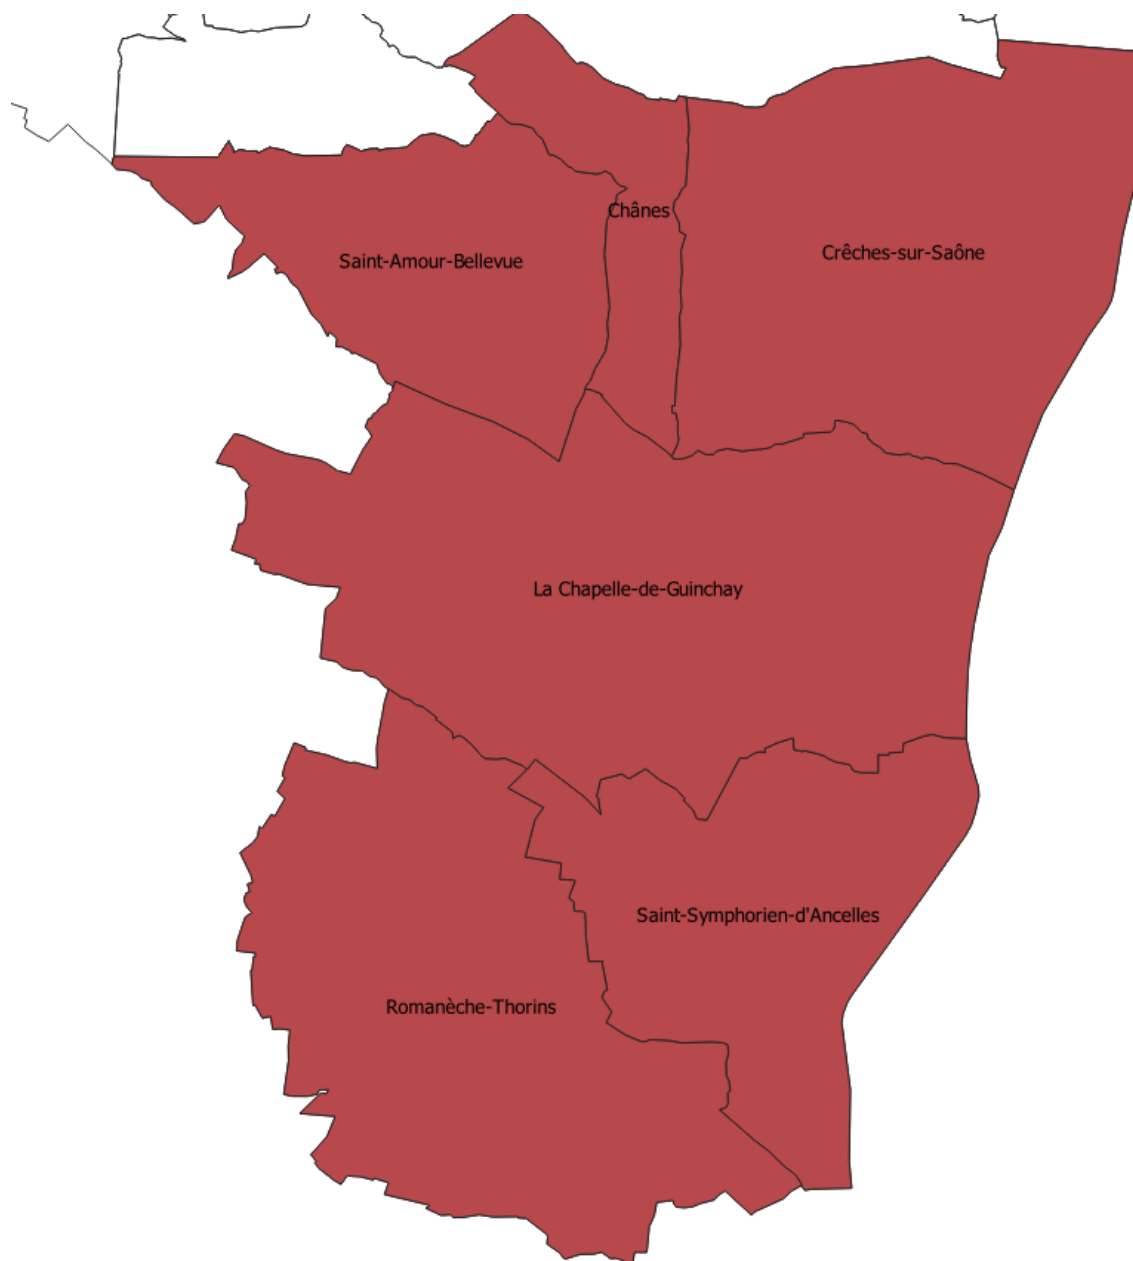 Chânes
Crêches-sur-Saône
Saint-Amour-Bellevue
La Chapelle-de-Guinchay
Saint-Symphorien-d'Ancelles
Romanèche-Thorins